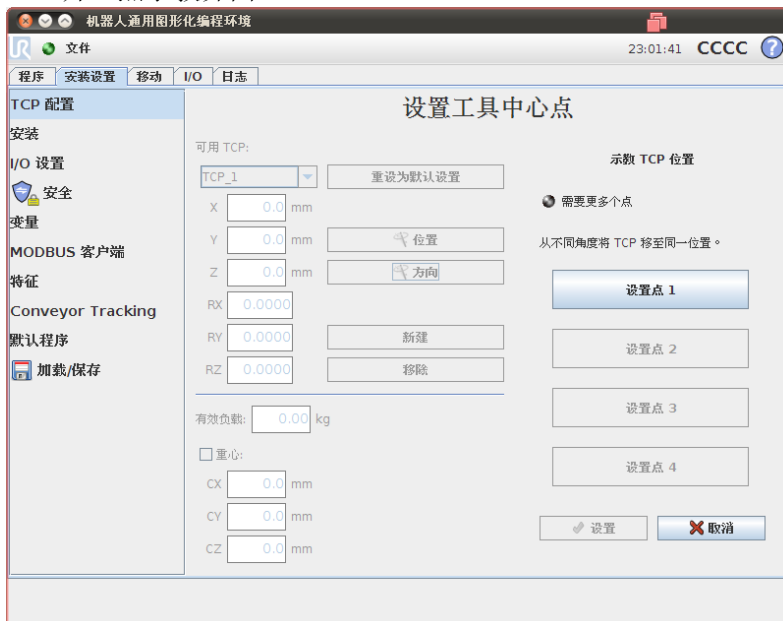 机器人通用图形化编程环境
文件
23:01:41 CCCC ?
程序 安装设置 移动 I/O 日志
TCP 配置
安装
I/O 设置
安全
变量
MODBUS 客户端
特征
Conveyor Tracking
默认程序
加载/保存
设置工具中心点
可用 TCP:
TCP_1 重设为默认设置
X 0.0 mm
Y 0.0 mm 位置
Z 0.0 mm 方向
RX 0.0000
RY 0.0000 新建
RZ 0.0000 移除
有效负载: 0.00 kg
重心:
CX 0.0 mm
CY 0.0 mm
CZ 0.0 mm
示教 TCP 位置
需要更多个点
从不同角度将 TCP 移至同一位置。
设置点 1
设置点 2
设置点 3
设置点 4
设置 取消